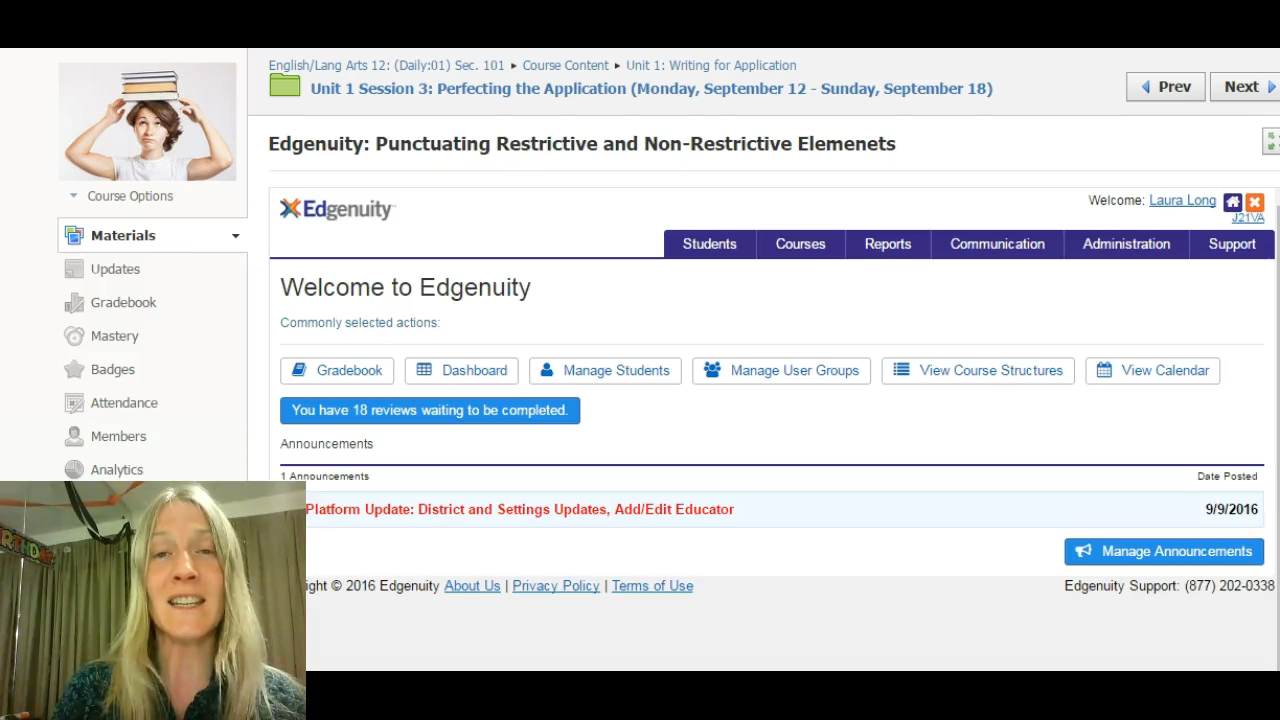 English/Lang Arts 12: (Daily:01) Sec. 101 ▸ Course Content ▸ Unit 1: Writing for Application
Unit 1 Session 3: Perfecting the Application (Monday, September 12 - Sunday, September 18)
Prev
Next
Edgenuity: Punctuating Restrictive and Non-Restrictive Elemenets
Course Options
Materials
Updates
Gradebook
Mastery
Badges
Attendance
Members
Analytics
Edgenuity
Welcome: Laura Long
J21VA
Students Courses Reports Communication Administration Support
Welcome to Edgenuity
Commonly selected actions:
Gradebook Dashboard Manage Students Manage User Groups View Course Structures View Calendar
You have 18 reviews waiting to be completed.
Announcements
1 Announcements Date Posted
Platform Update: District and Settings Updates, Add/Edit Educator 9/9/2016
Manage Announcements
ght © 2016 Edgenuity About Us | Privacy Policy | Terms of Use
Edgenuity Support: (877) 202-0338